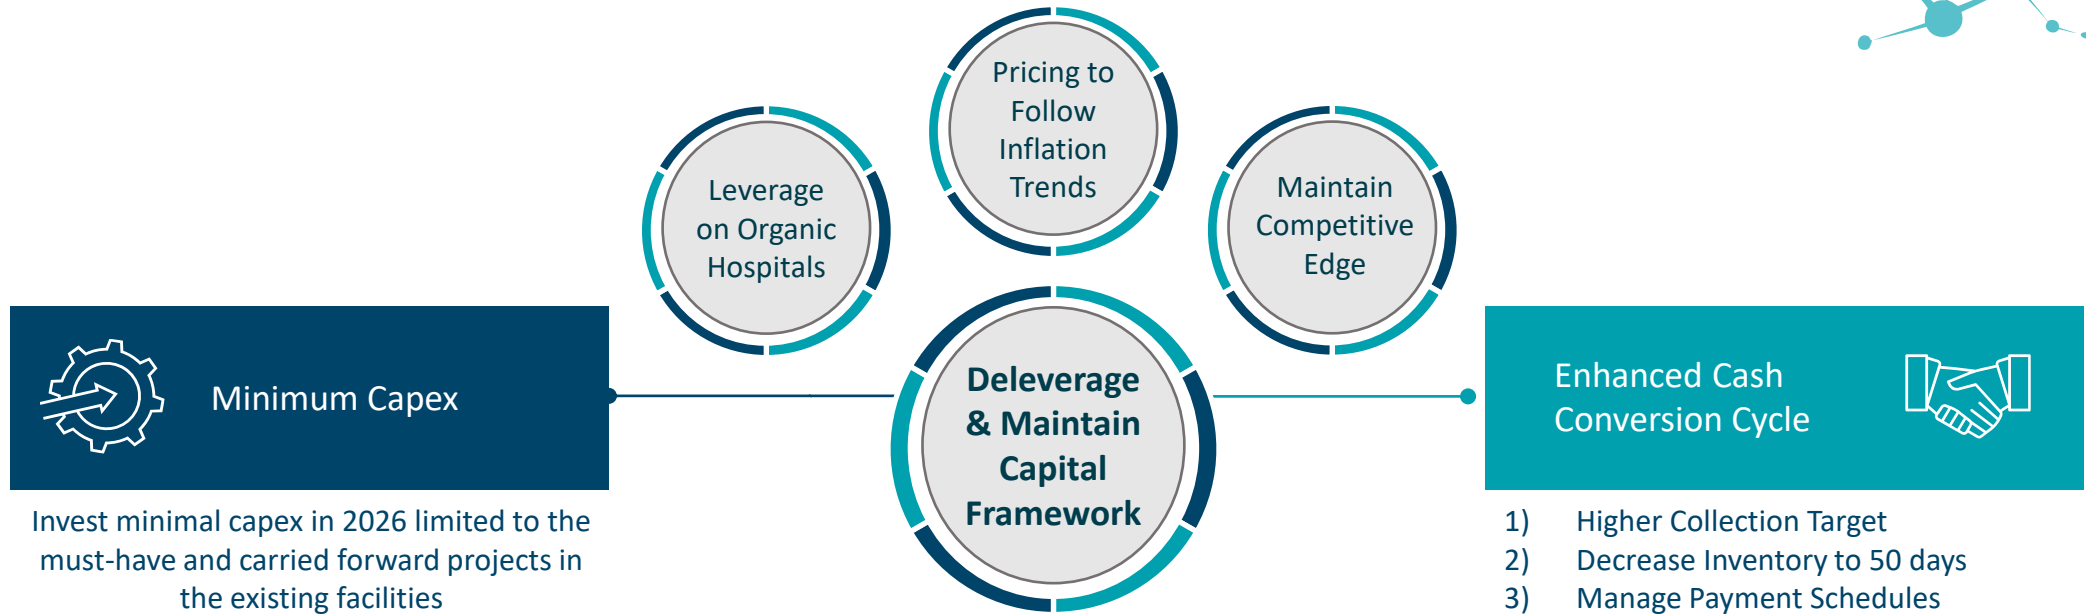 Pricing to
Follow
Inflation
Trends
Leverage
on Organic
Hospitals
Maintain
Competitive
Edge
Deleverage
& Maintain
Capital
Framework
Minimum Capex
Invest minimal capex in 2026 limited to the
must-have and carried forward projects in
the existing facilities
Enhanced Cash
Conversion Cycle
1) Higher Collection Target
2) Decrease Inventory to 50 days
3) Manage Payment Schedules